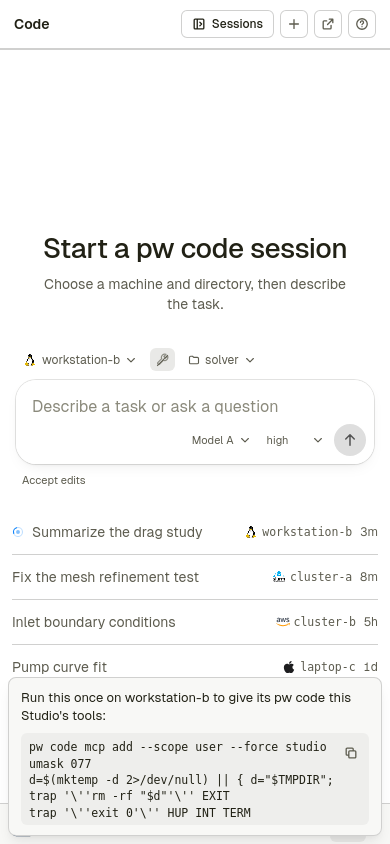 Code
Sessions
Start a pw code session
Choose a machine and directory, then describe
the task.
workstation-b
solver
Describe a task or ask a question
Model A
high
Accept edits
Summarize the drag study workstation-b 3m
Fix the mesh refinement test cluster-a 8m
Inlet boundary conditions aws cluster-b 5h
Pump curve fit laptop-c 1d
Run this once on workstation-b to give its pw code this
Studio's tools:
pw code mcp add --scope user --force studio
umask 077
d=$(mktemp -d 2>/dev/null) || { d="$TMPDIR";
trap '\''rm -rf "$d"'\'' EXIT
trap '\''exit 0'\'' HUP INT TERM